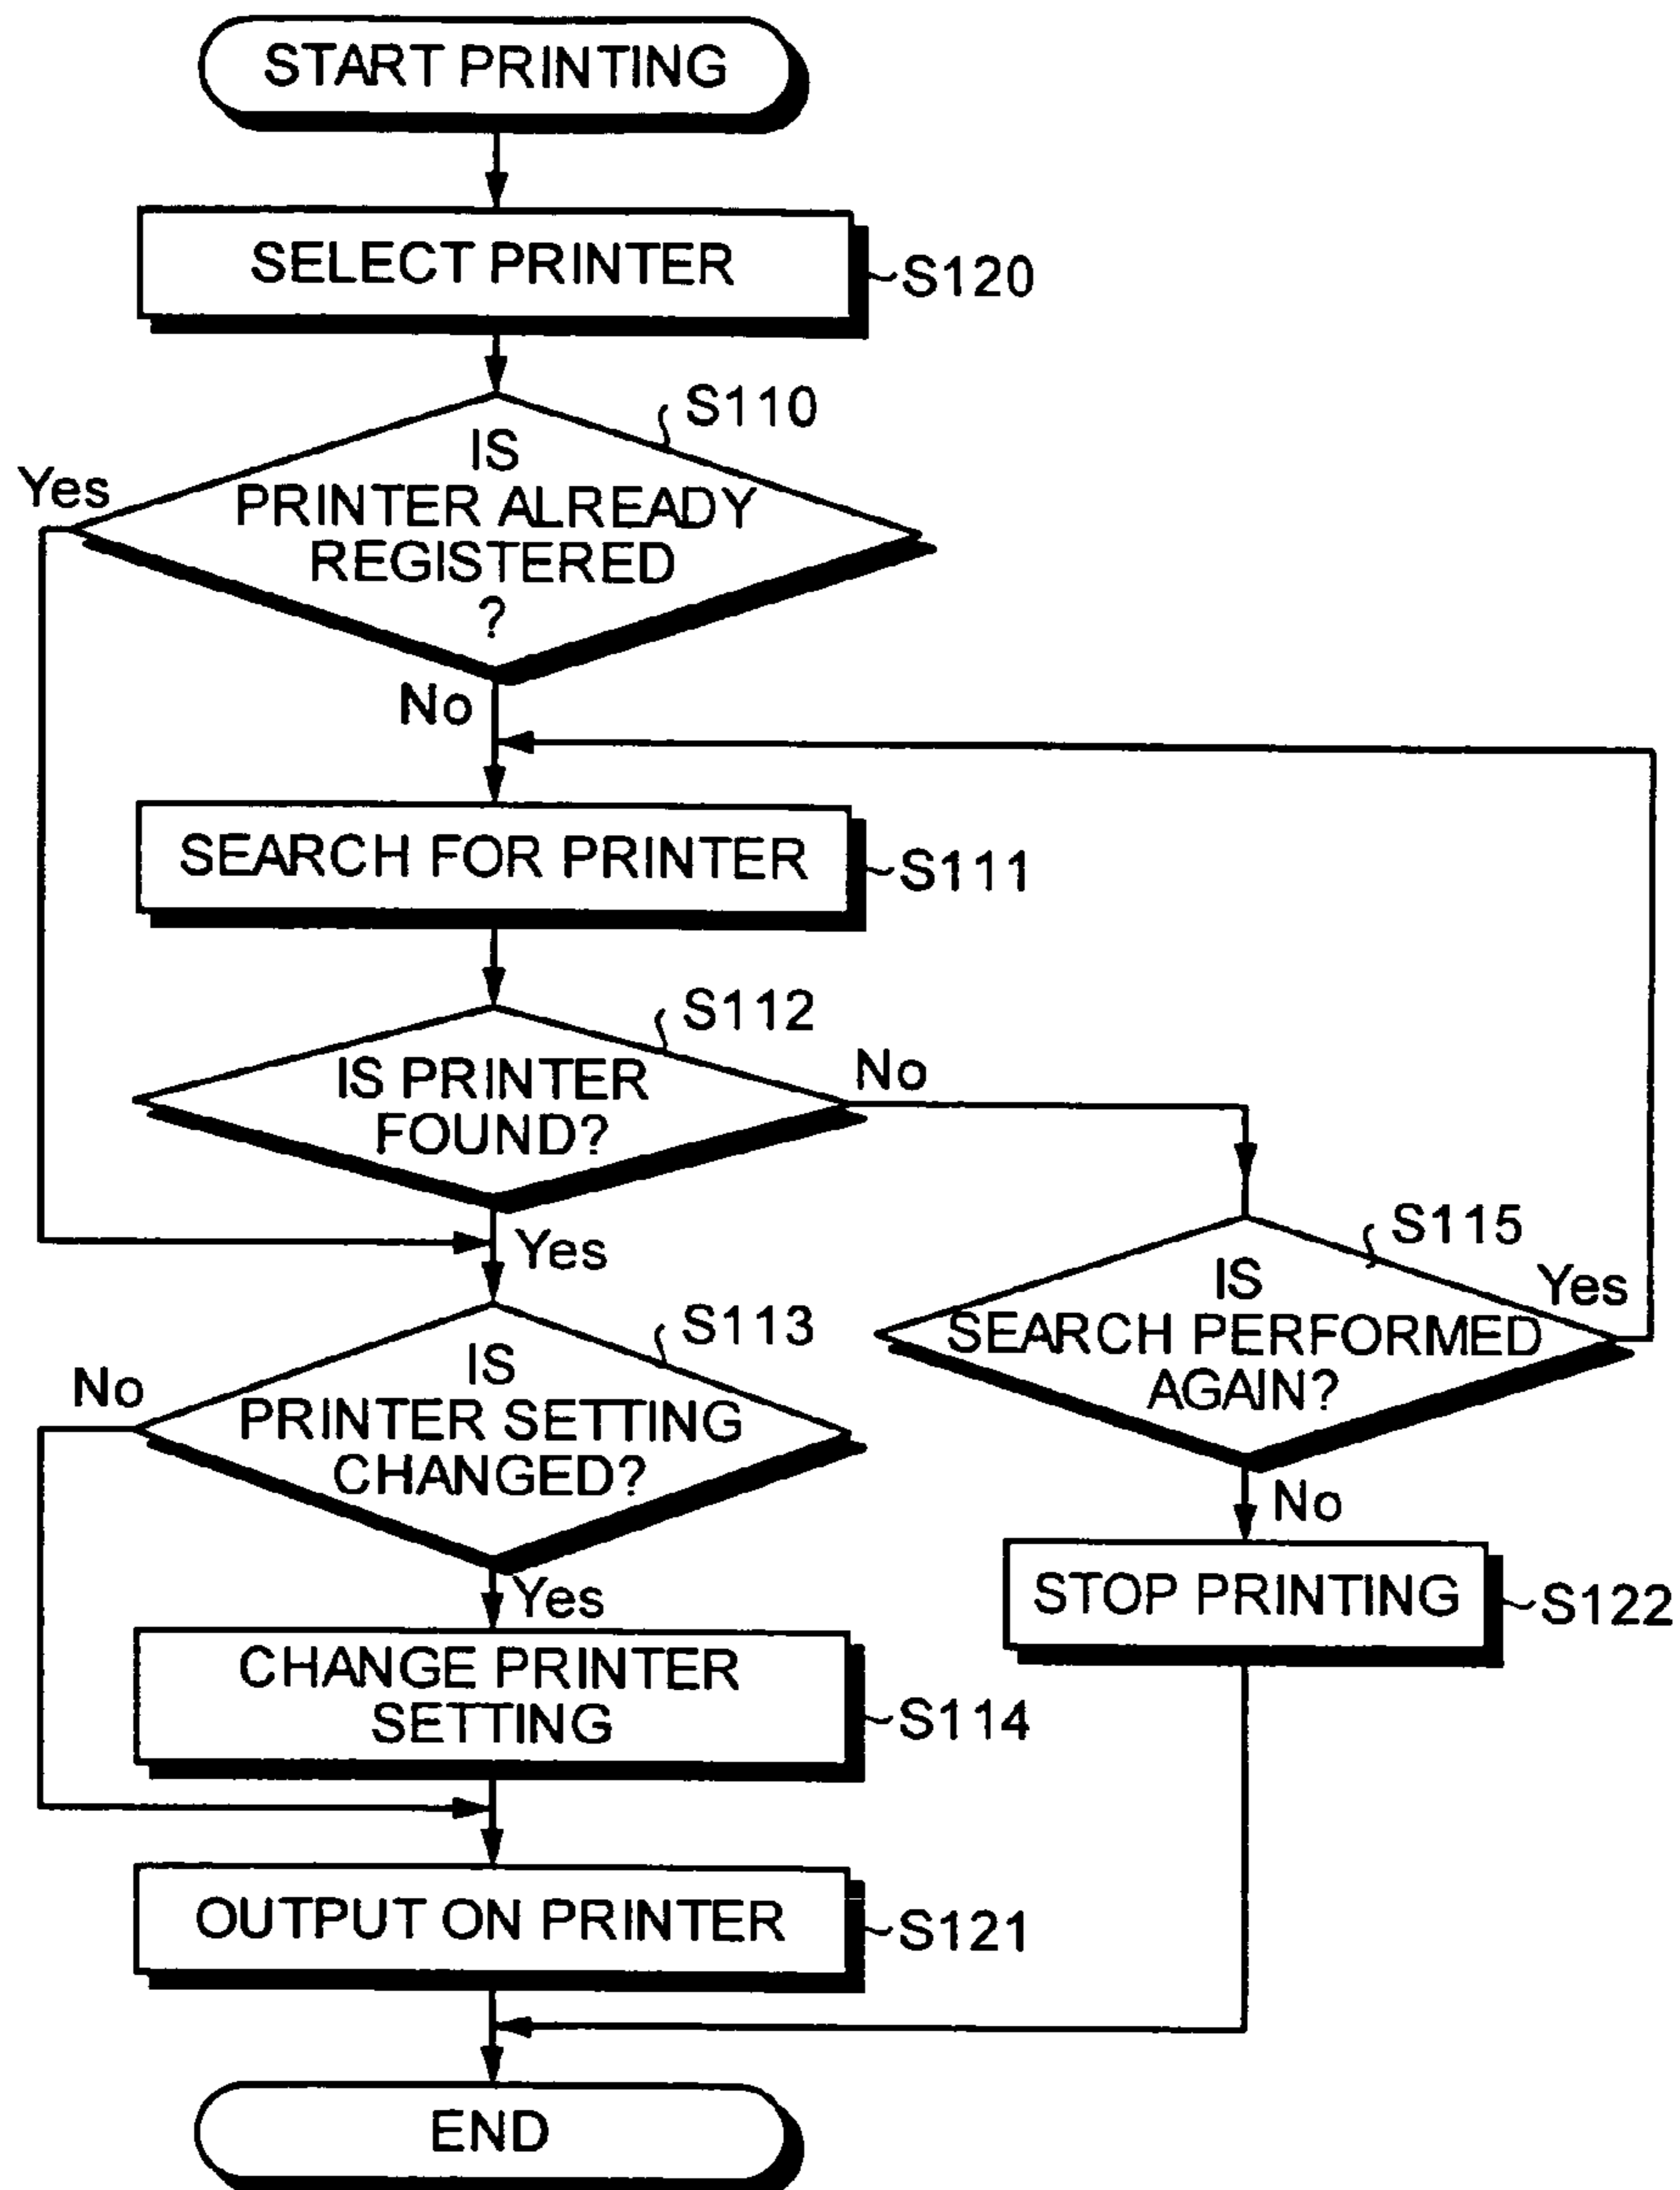 START PRINTING
SELECT PRINTER
S120
S110
IS
PRINTER ALREADY
REGISTERED
?
Yes
No
SEARCH FOR PRINTER
S111
S112
IS PRINTER
FOUND?
No
Yes
S115
IS
SEARCH PERFORMED
AGAIN?
Yes
No
S113
IS
PRINTER SETTING
CHANGED?
No
Yes
STOP PRINTING
S122
CHANGE PRINTER
SETTING
S114
OUTPUT ON PRINTER
S121
END